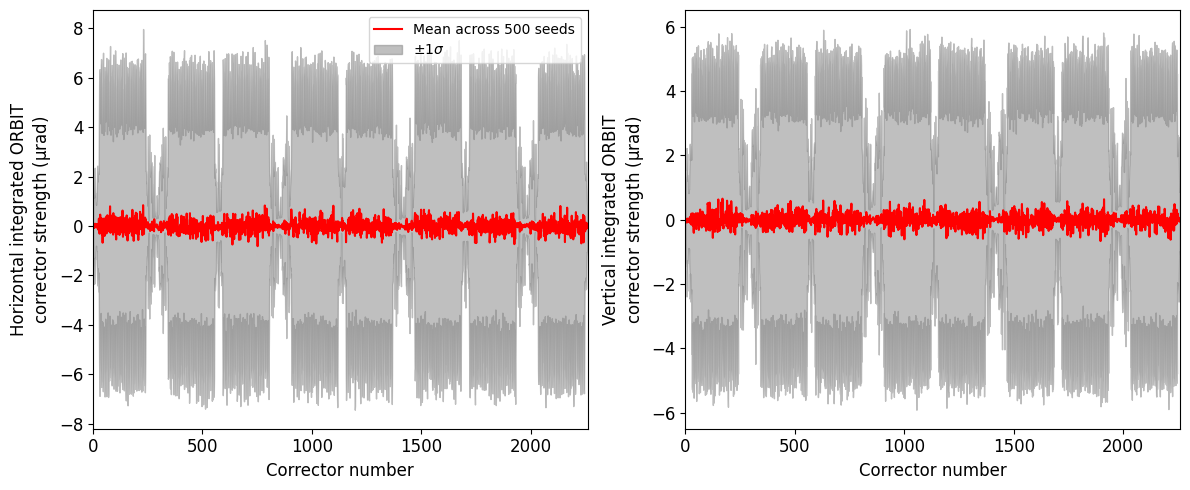 Horizontal integrated ORBIT
corrector strength (μrad)
8
6
4
2
0
−2
−4
−6
−8
Mean across 500 seeds
±1σ
0 500 1000 1500 2000
Corrector number
Vertical integrated ORBIT
corrector strength (μrad)
6
4
2
0
−2
−4
−6
0 500 1000 1500 2000
Corrector number